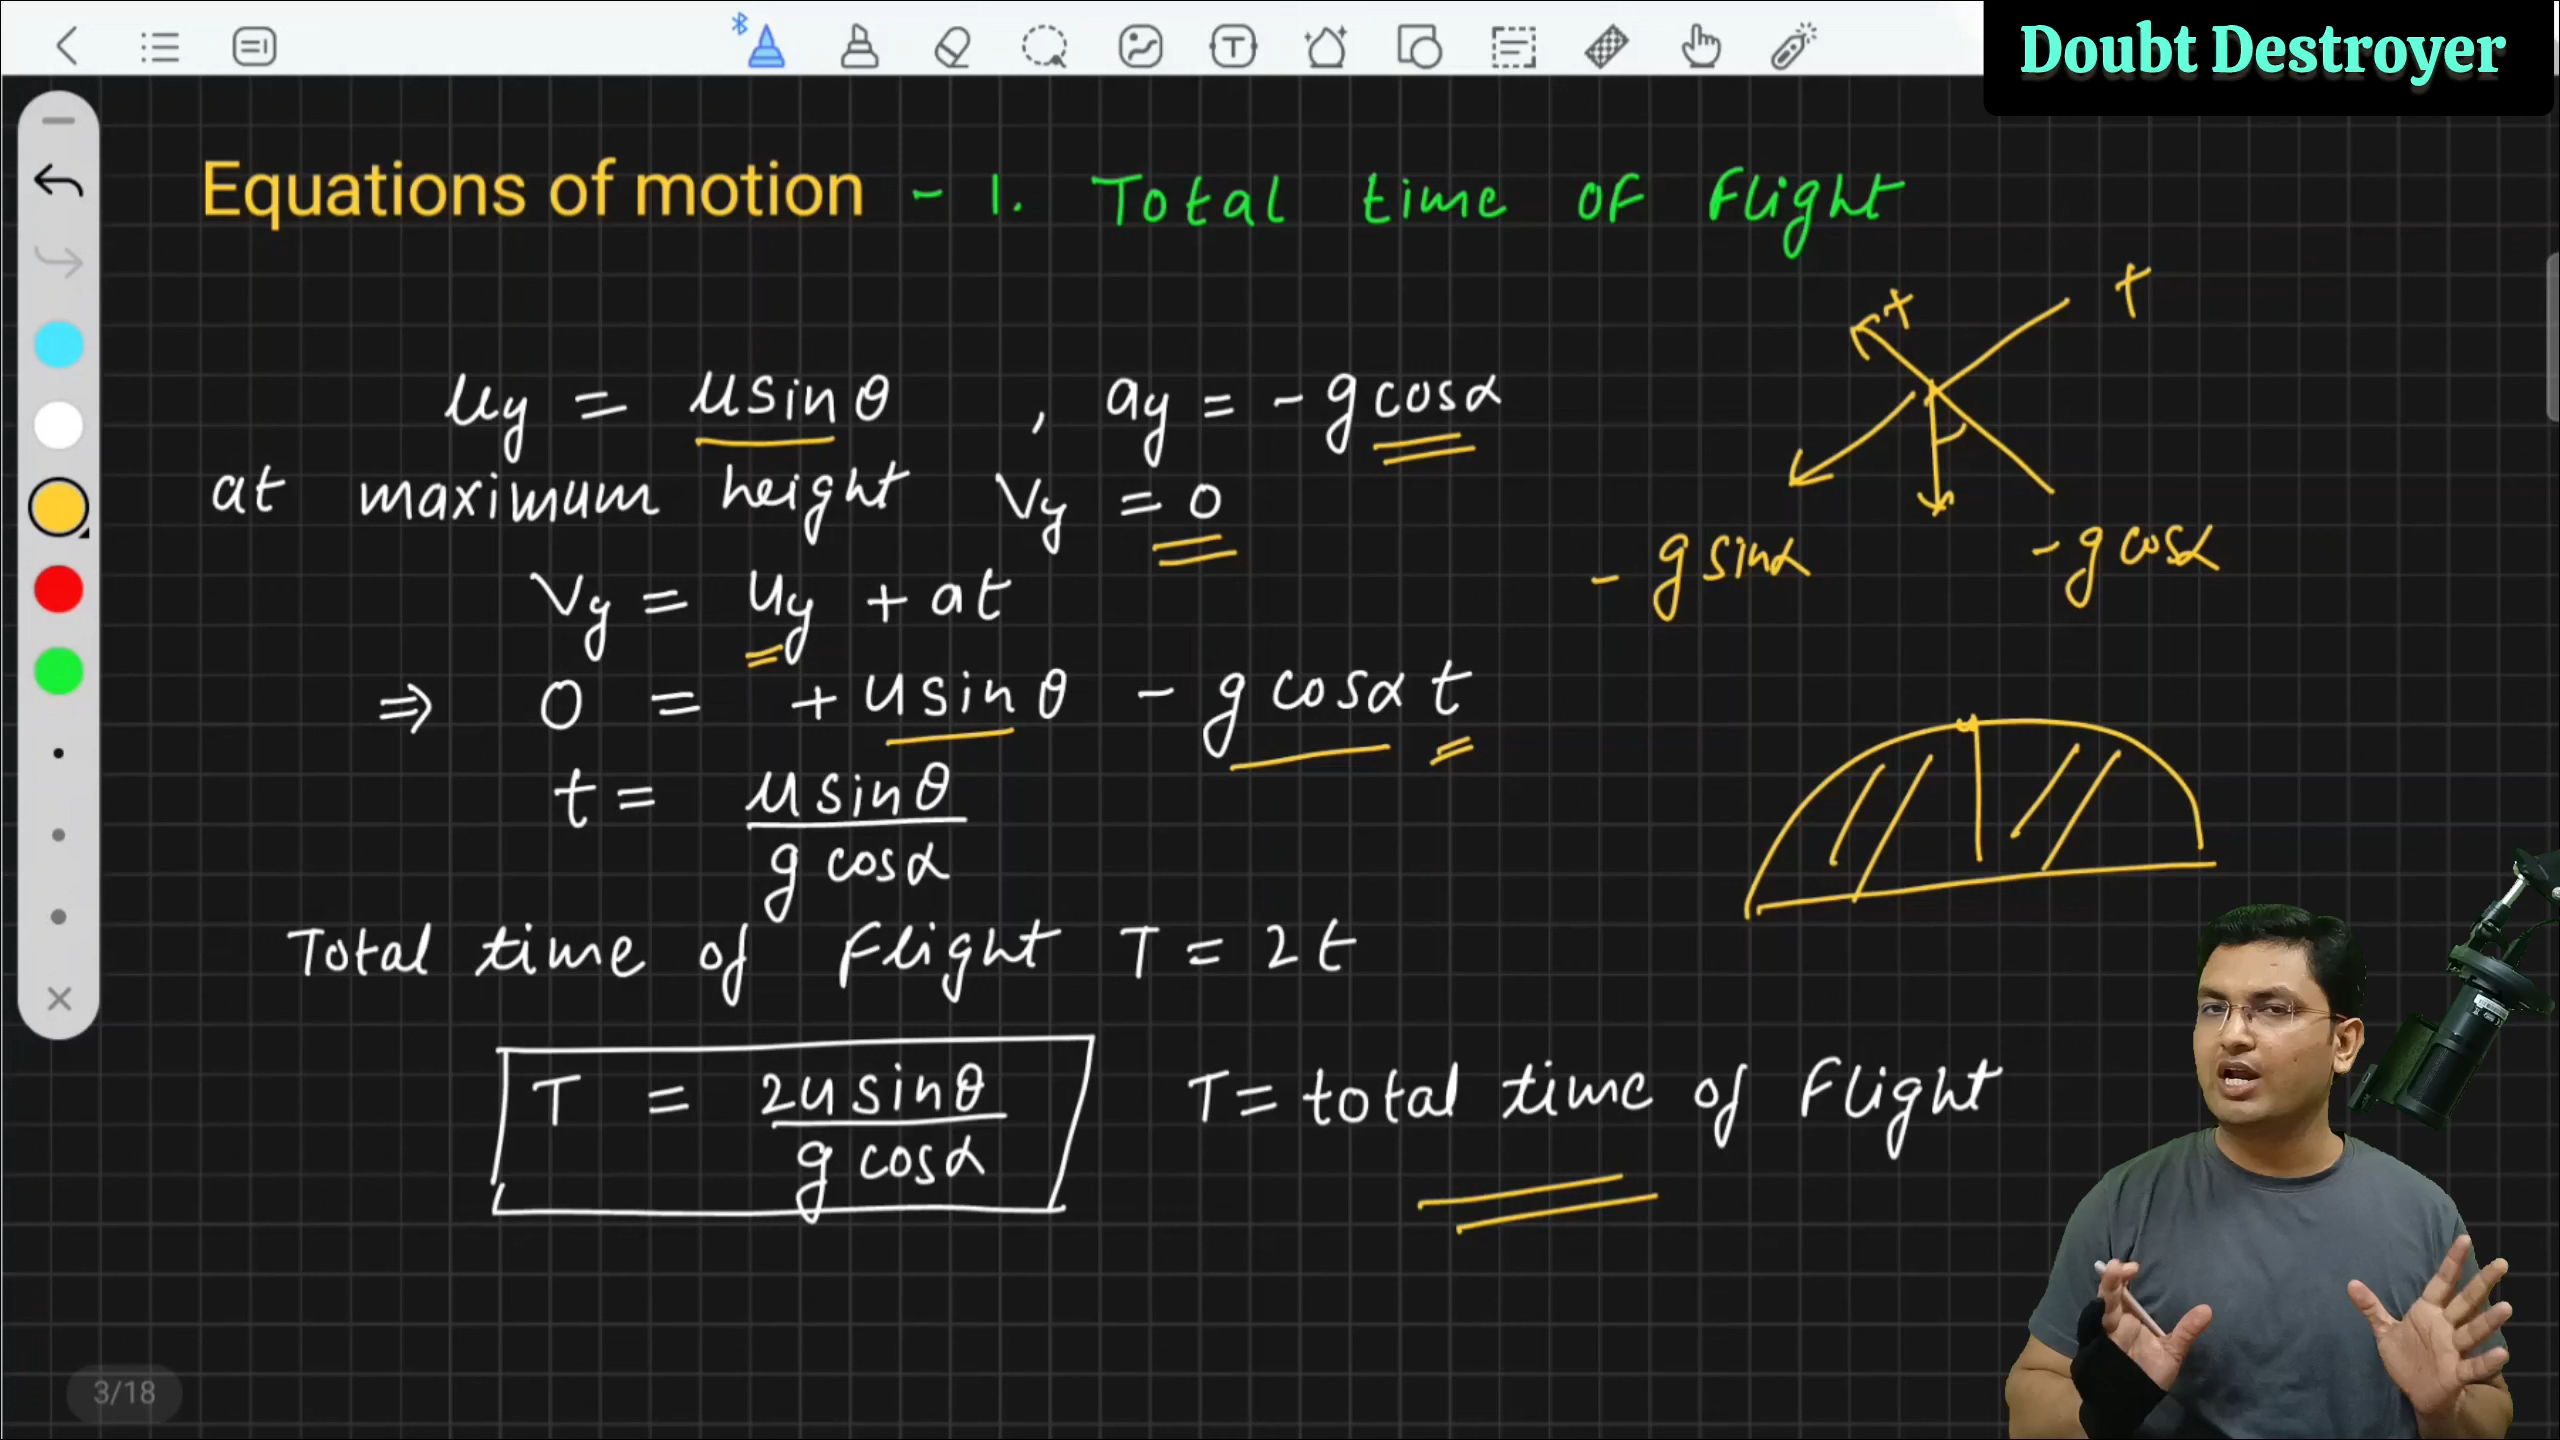 Doubt Destroyer
Equations of motion - 1. Total time of flight
uy = usinθ , ay = -gcosα
at maximum height Vy = 0
Vy = uy + at
⇒ 0 = +usinθ - gcosα t
t = usinθ / gcosα
Total time of flight T = 2t
T = 2usinθ / gcosα
T = total time of flight
+ +
- gsinα - gcosα
3/18